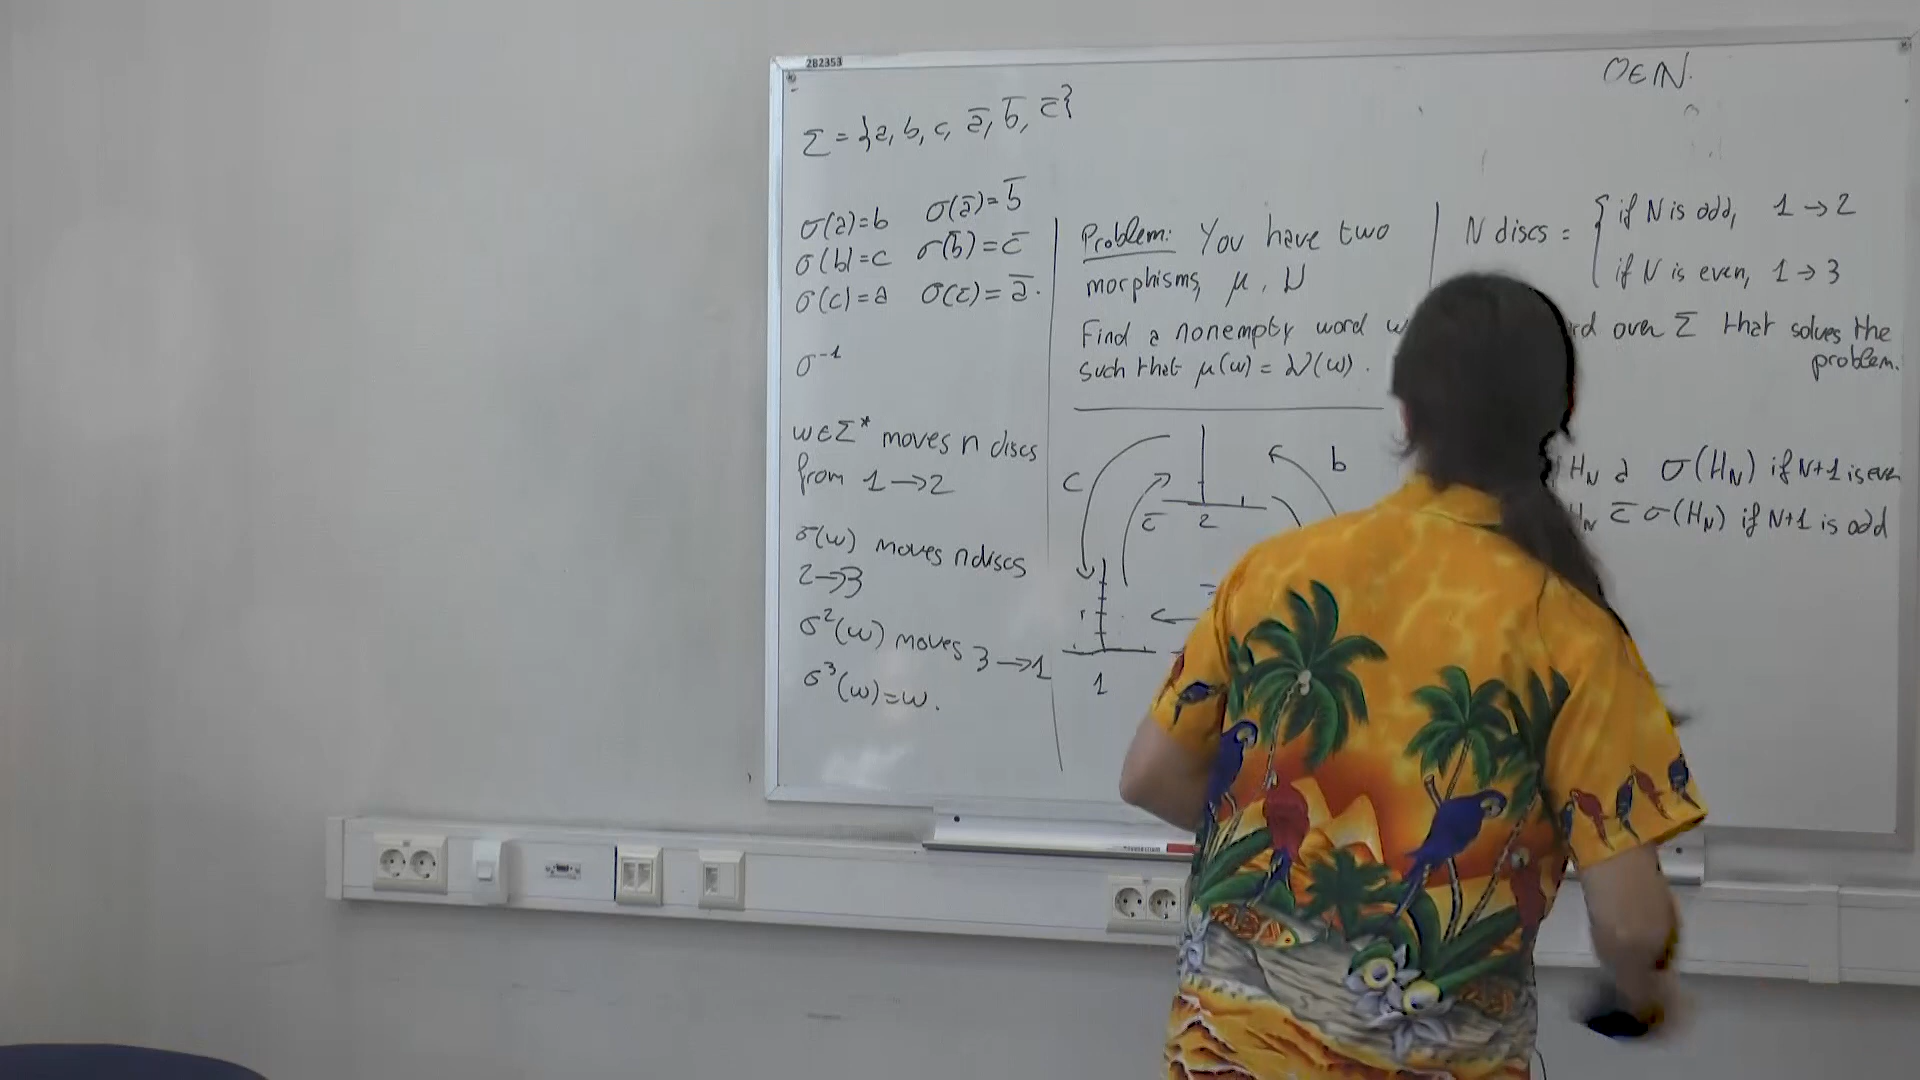 282353
O∈ℕ.
Σ = {a, b, c, a̅, b̅, c̅}
σ(a)=b σ(a̅)=b̅
σ(b)=c σ(b̅)=c̅
σ(c)=a σ(c̅)=a̅.
σ⁻¹
w∈Σ* moves n discs
from 1→2
σ(w) moves n discs
2→3
σ²(w) moves 3→1
σ³(w)=w.
Problem: You have two
morphisms, μ, ν
Find a nonempty word w
such that μ(w) = ν(w).
c
b
c̅
2
1
N discs = { if N is odd, 1→2
if N is even, 1→3
over Σ that solves the
problem.
H_N a σ(H_N) if N+1 is even
H_N c̅ σ(H_N) if N+1 is odd